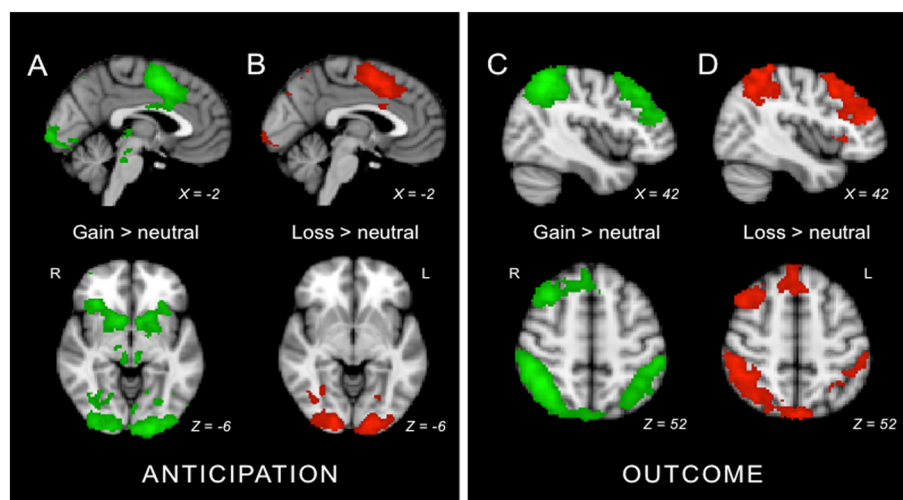 A B C D
X = -2 X = -2 X = 42 X = 42
Gain > neutral Loss > neutral Gain > neutral Loss > neutral
R L R L
Z = -6 Z = -6 Z = 52 Z = 52
ANTICIPATION OUTCOME